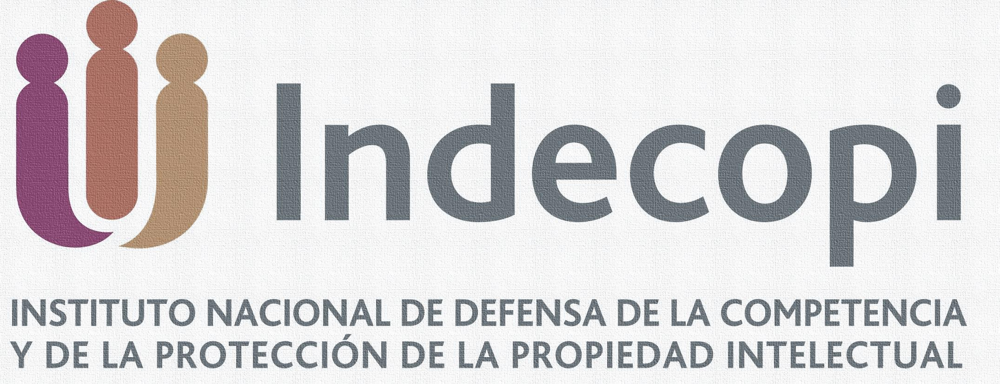 Indecopi
INSTITUTO NACIONAL DE DEFENSA DE LA COMPETENCIA
Y DE LA PROTECCIÓN DE LA PROPIEDAD INTELECTUAL